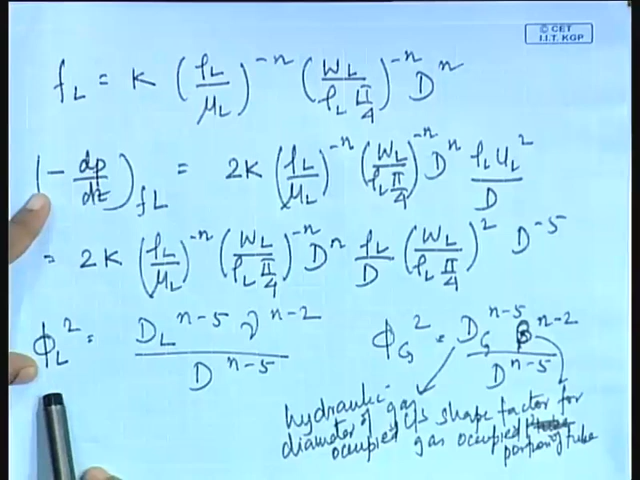 © CET
I.I.T. KGP
f_L = K (ρ_L/μ_L)^{-n} (W_L/(ρ_L π/4))^{-n} D^n
(-dp/dz)_{fL} = 2K (ρ_L/μ_L)^{-n} (W_L/(ρ_L π/4))^{-n} D^n ρ_L u_L^2/D
= 2K (ρ_L/μ_L)^{-n} (W_L/(ρ_L π/4))^{-n} D^n ρ_L/D (W_L/(ρ_L π/4))^2 D^{-5}
φ_L^2 = D_L^{n-5} ν^{n-2}/D^{n-5} φ_G^2 = D_G^{n-5} β^{n-2}/D^{n-5}
hydraulic diameter of gas occupied c/s
shape factor for gas occupied portion of tube